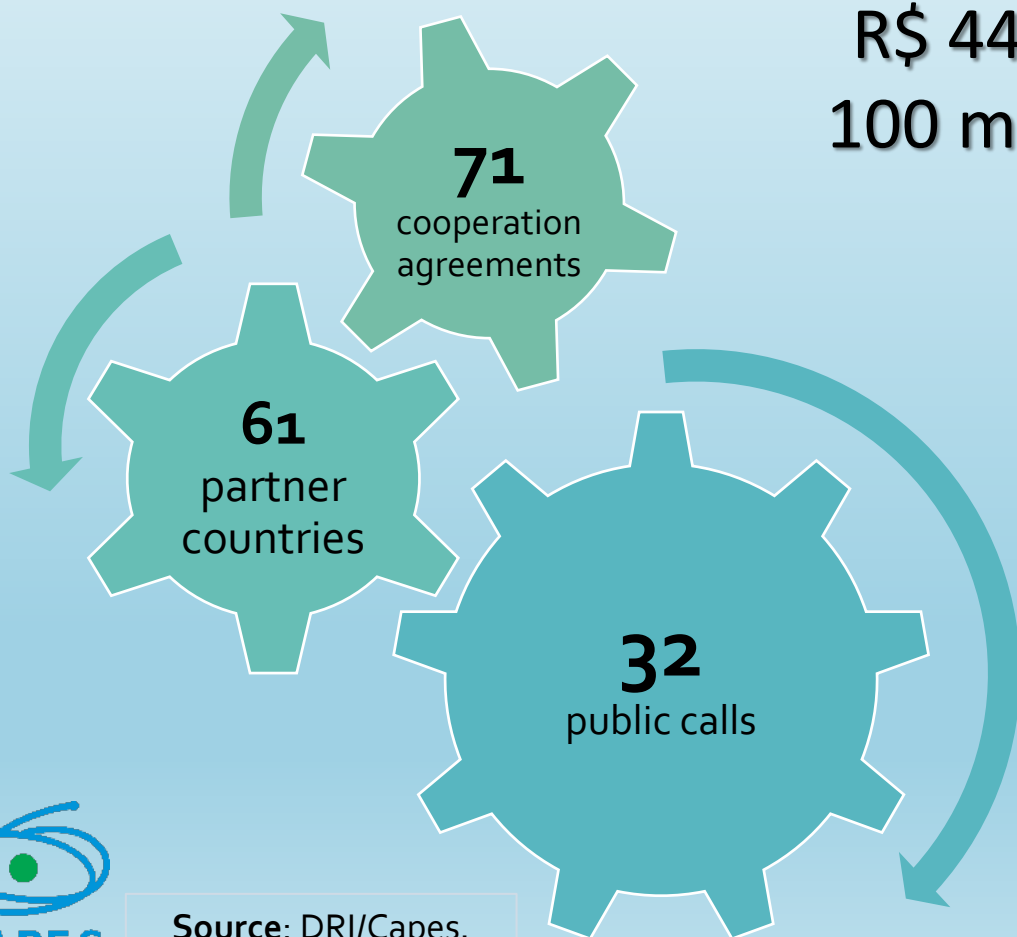 R$ 44
100 m
71
cooperation
agreements
61
partner
countries
32
public calls
Source: DRI/Capes.